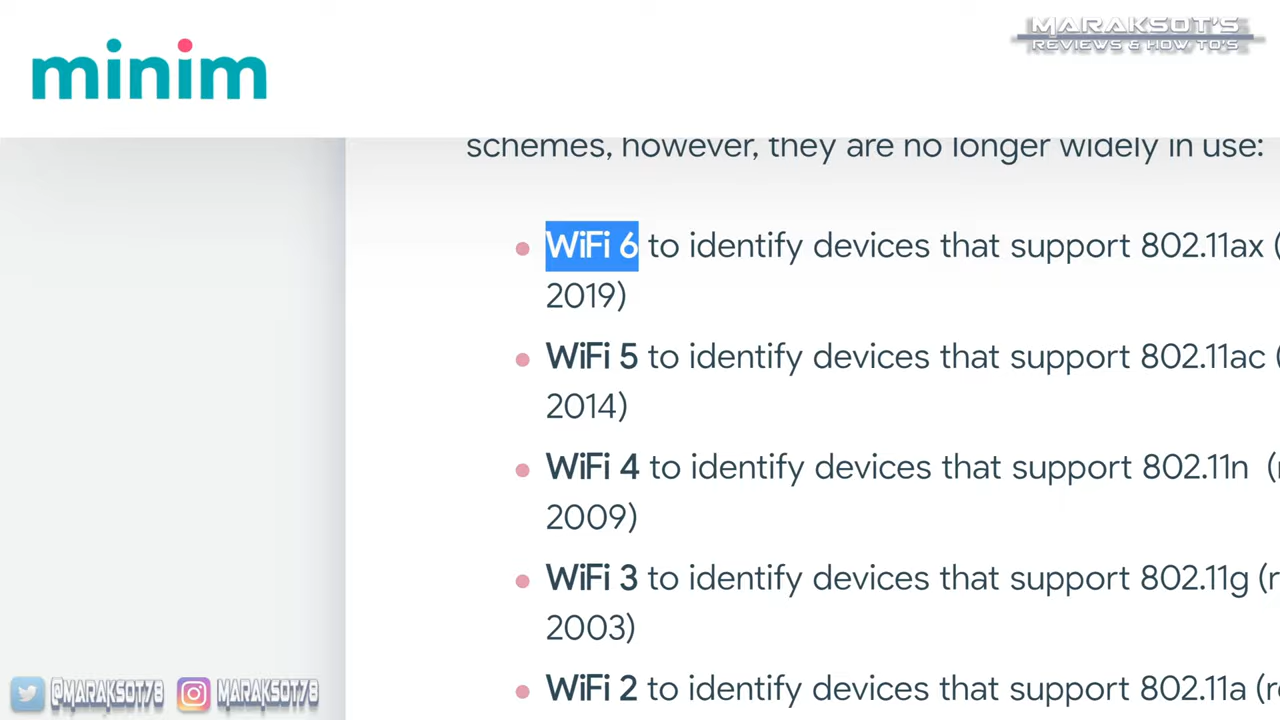 minim
MARAKSOT'S
REVIEWS & HOW TO'S
schemes, however, they are no longer widely in use:
WiFi 6 to identify devices that support 802.11ax (
2019)
WiFi 5 to identify devices that support 802.11ac (
2014)
WiFi 4 to identify devices that support 802.11n (r
2009)
WiFi 3 to identify devices that support 802.11g (r
2003)
WiFi 2 to identify devices that support 802.11a (re
@MARAKSOT78
MARAKSOT78